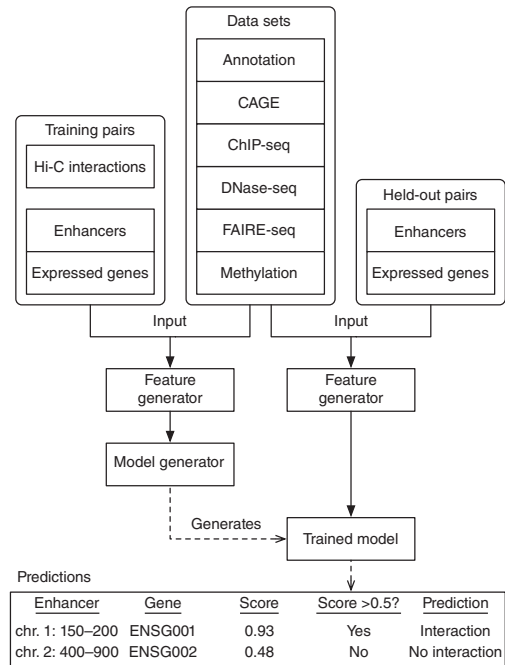 Data sets
Annotation
CAGE
ChIP-seq
DNase-seq
FAIRE-seq
Methylation
Training pairs
Hi-C interactions
Enhancers
Expressed genes
Held-out pairs
Enhancers
Expressed genes
Input
Input
Feature
generator
Feature
generator
Model generator
Generates
Trained model
Predictions
Enhancer Gene Score Score >0.5? Prediction
chr. 1: 150–200 ENSG001 0.93 Yes Interaction
chr. 2: 400–900 ENSG002 0.48 No No interaction